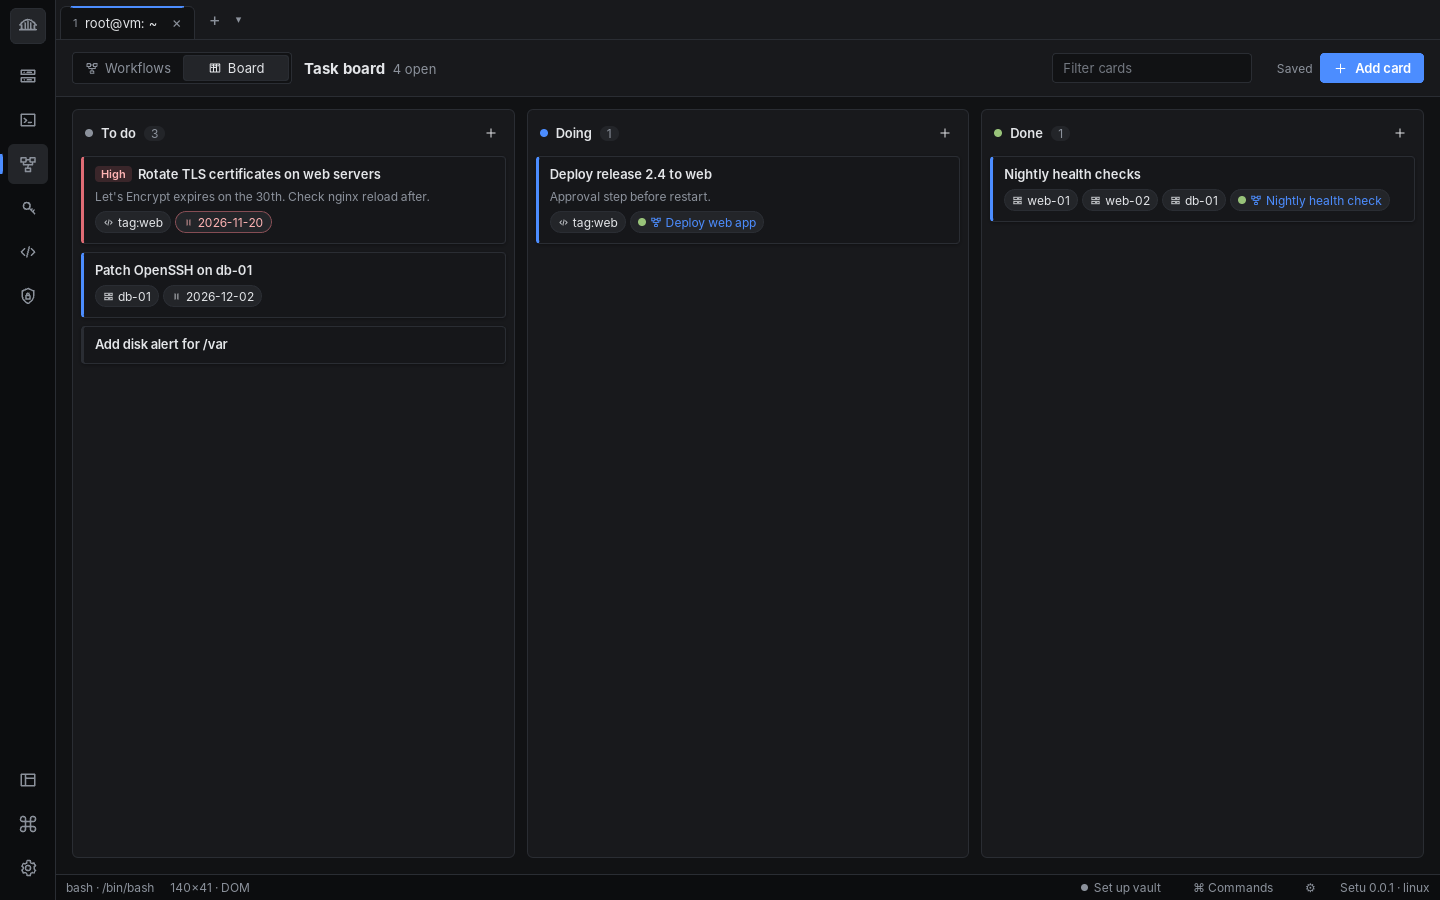 1 root@vm: ~ ✕ + ▾
Workflows Board Task board 4 open Filter cards Saved + Add card
To do 3 +
High Rotate TLS certificates on web servers
Let's Encrypt expires on the 30th. Check nginx reload after.
tag:web 2026-11-20
Patch OpenSSH on db-01
db-01 2026-12-02
Add disk alert for /var
Doing 1 +
Deploy release 2.4 to web
Approval step before restart.
tag:web Deploy web app
Done 1 +
Nightly health checks
web-01 web-02 db-01 Nightly health check
bash · /bin/bash 140×41 · DOM Set up vault ⌘ Commands ⚙ Setu 0.0.1 · linux